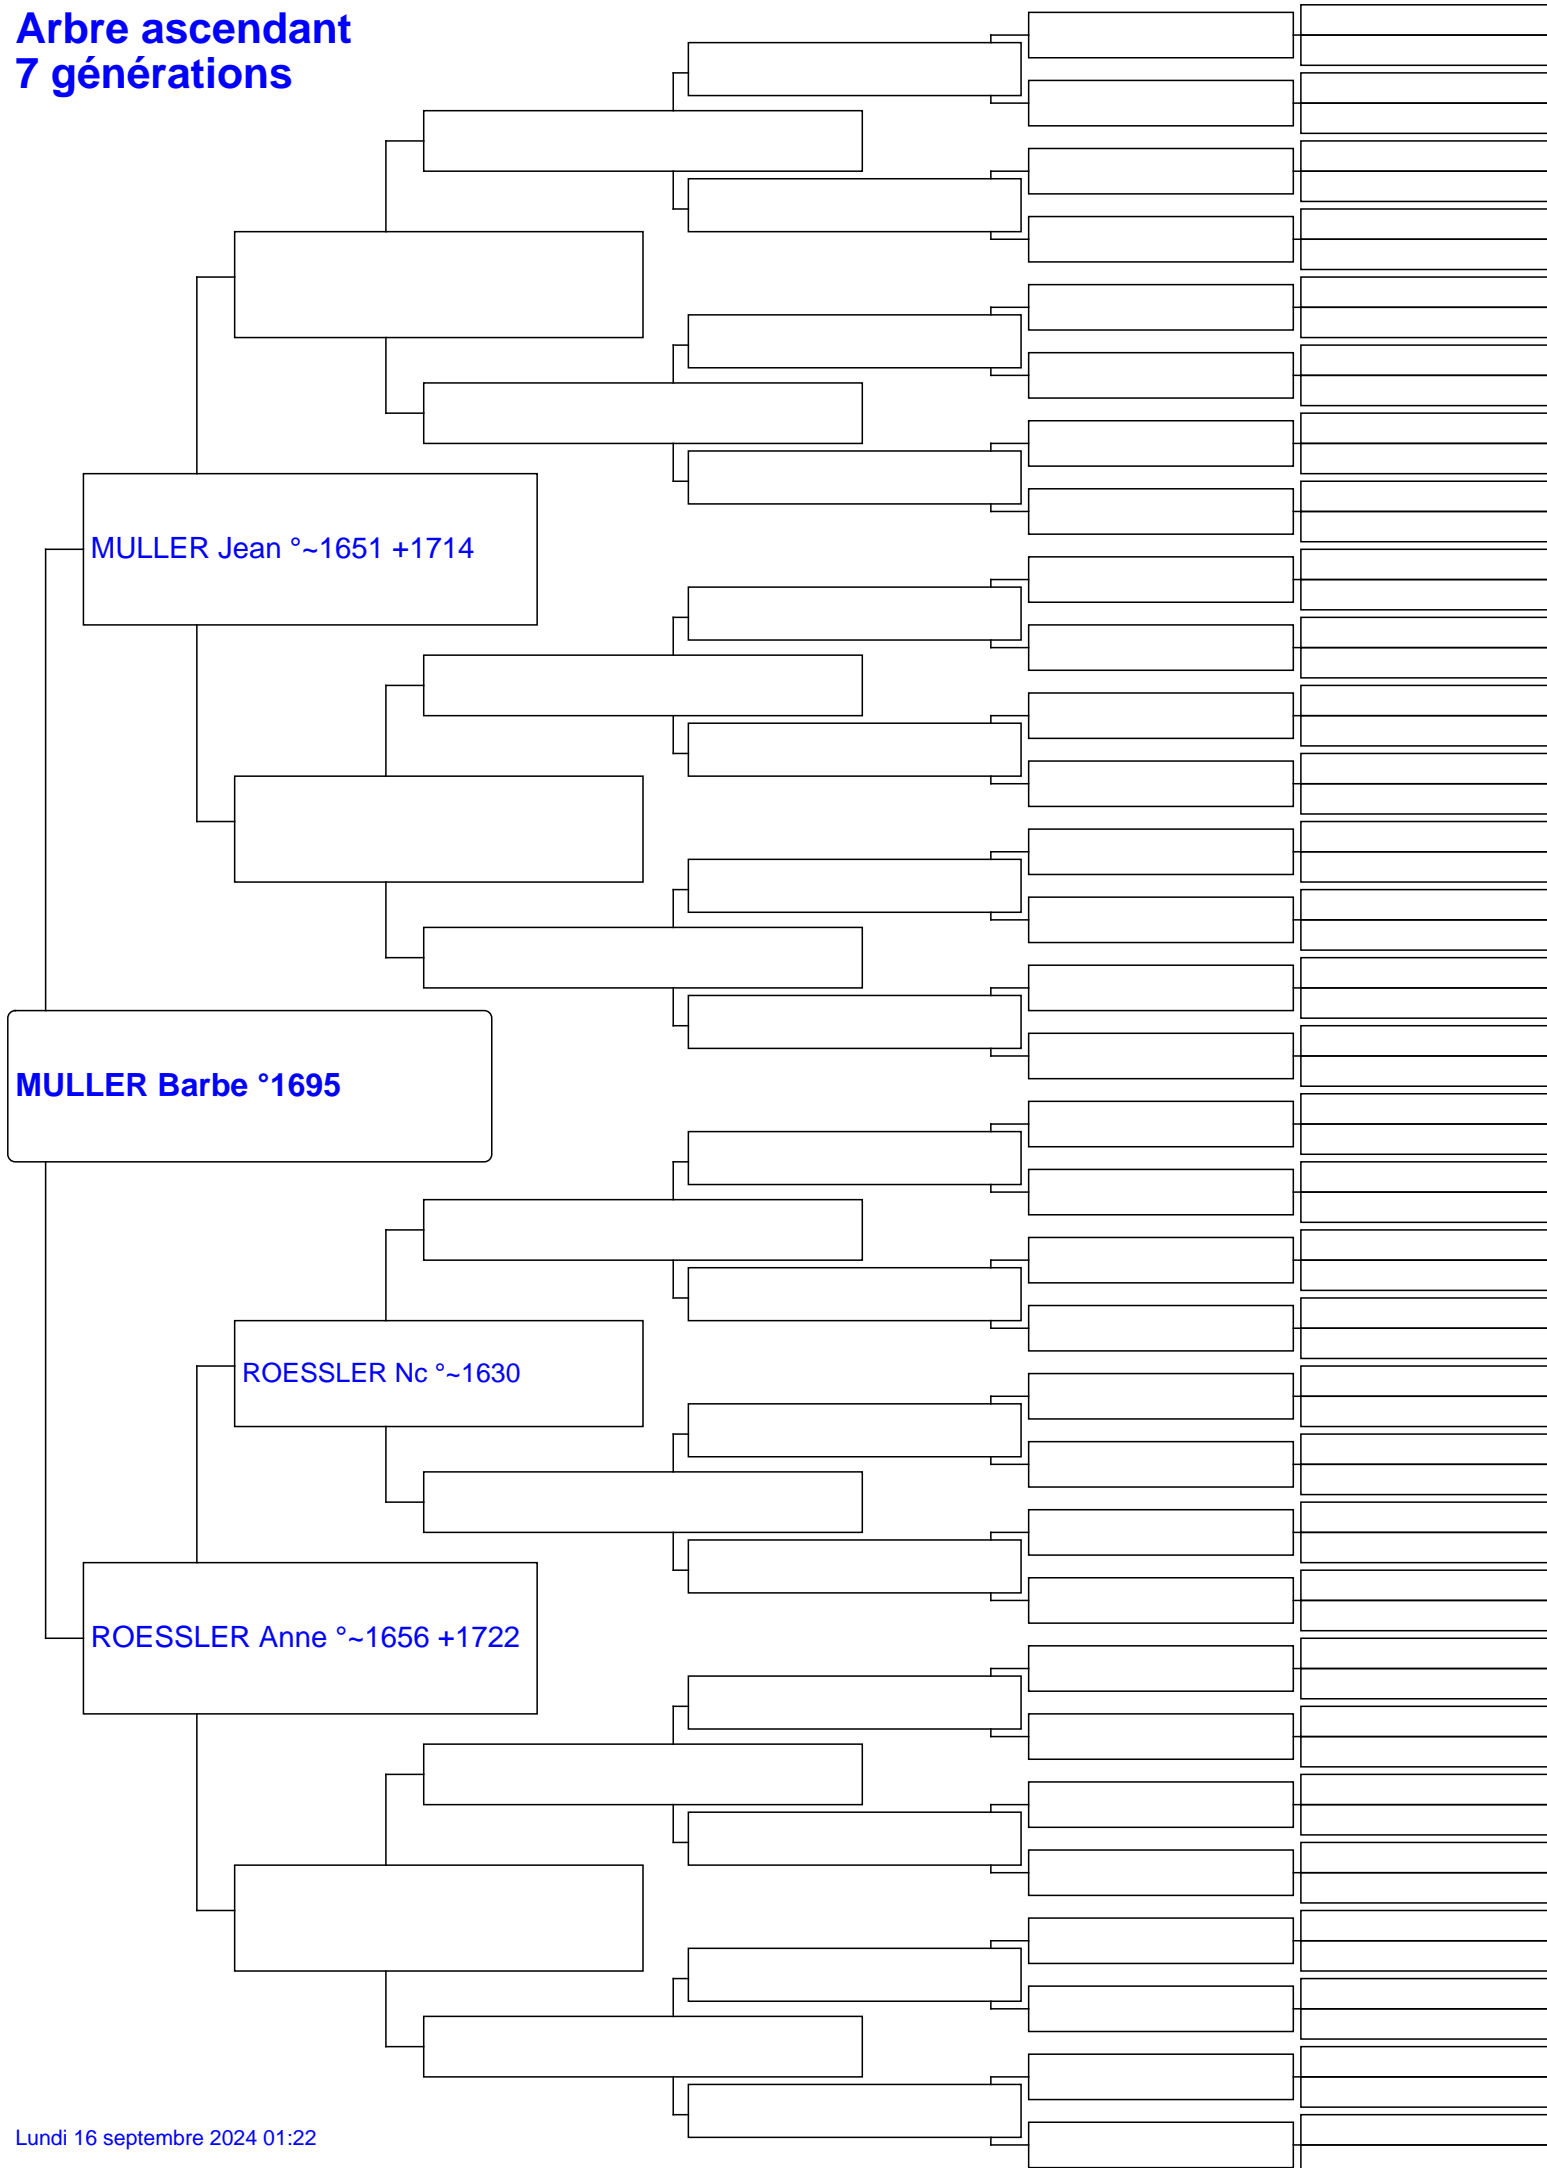 Arbre ascendant
7 générations
MULLER Jean °~1651 +1714
MULLER Barbe °1695
ROESSLER Nc °~1630
ROESSLER Anne °~1656 +1722
Lundi 16 septembre 2024 01:22